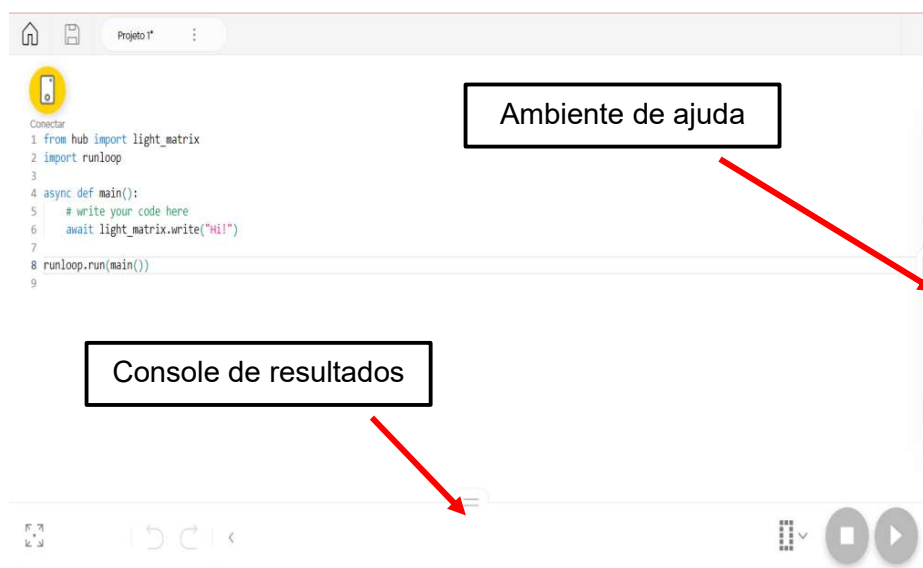 Projeto 1*
Ambiente de ajuda
Conectar
1 from hub import light_matrix
2 import runloop
3
4 async def main():
5     # write your code here
6     await light_matrix.write("Hi!")
7
8 runloop.run(main())
9
Console de resultados